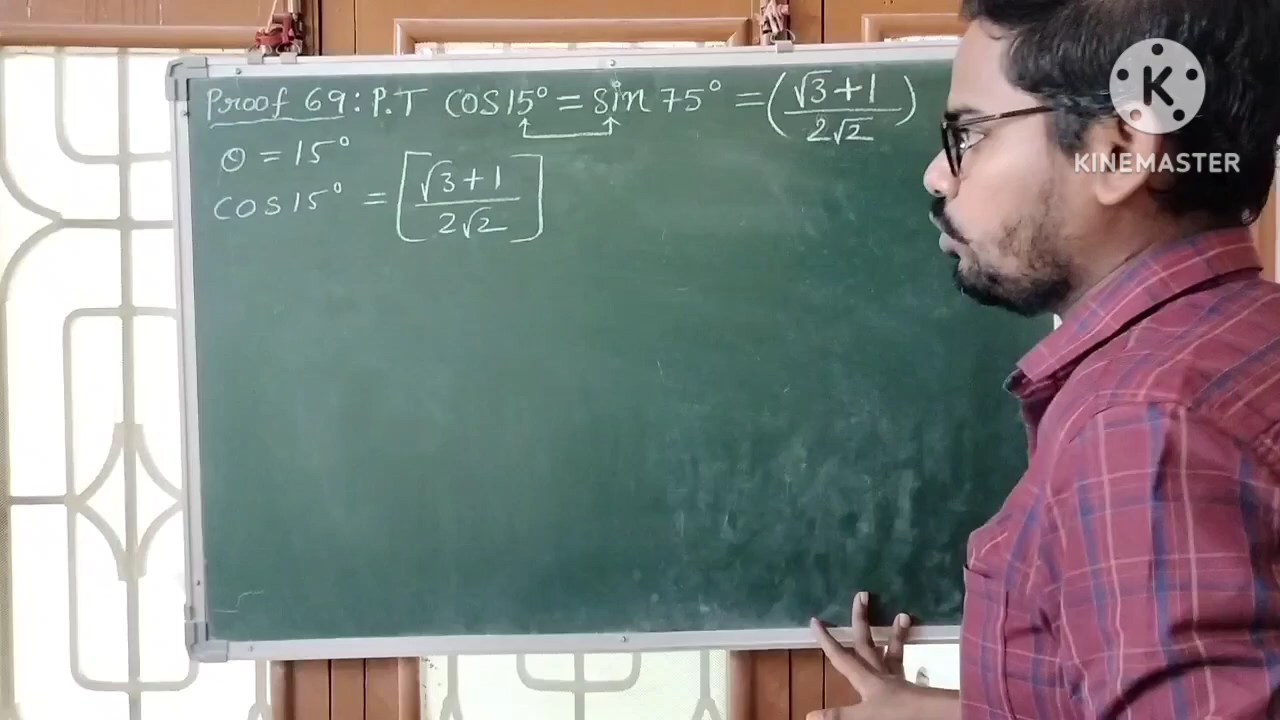 Proof 69: P.T COS15° = Sin 75° = (√3+1 / 2√2)
θ = 15°
COS15° = [√3+1 / 2√2]
K
KINEMASTER